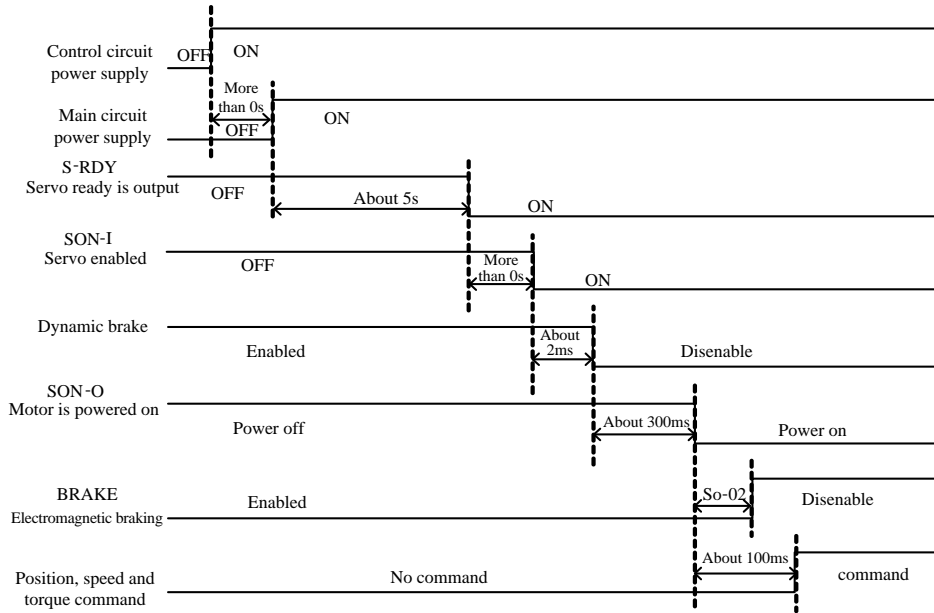 Control circuit
power supply
OFF
ON
More
than 0s
Main circuit
power supply
OFF
ON
S-RDY
Servo ready is output
OFF
About 5s
ON
SON-I
Servo enabled
OFF
More
than 0s
ON
Dynamic brake
Enabled
About
2ms
Disenable
SON-O
Motor is powered on
Power off
About 300ms
Power on
BRAKE
Electromagnetic braking
Enabled
So-02
Disenable
Position, speed and
torque command
No command
About 100ms
command